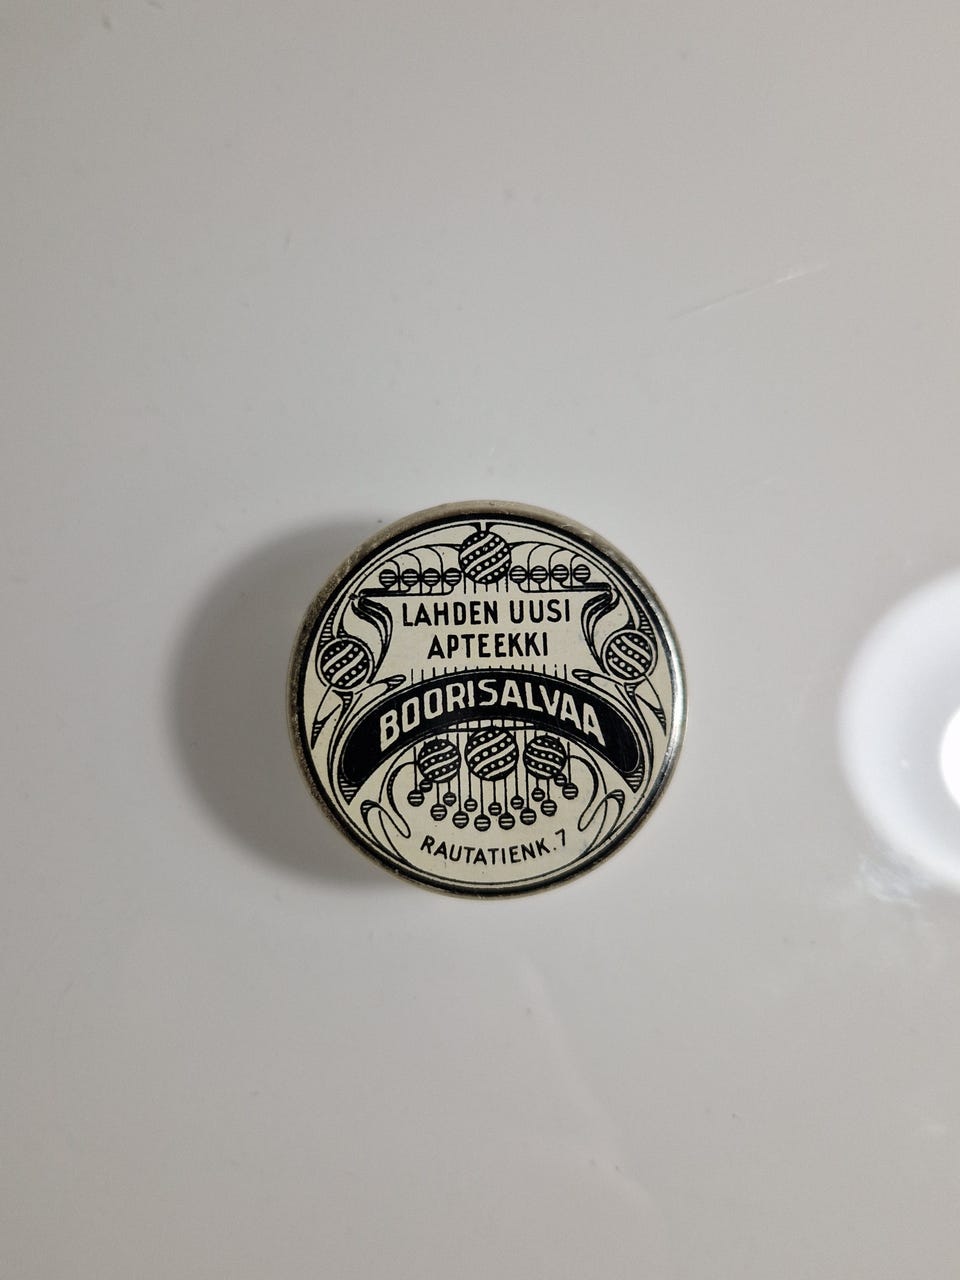 LAHDEN UUSI
APTEEKKI
BOORISALVAA
RAUTATIENK. 7